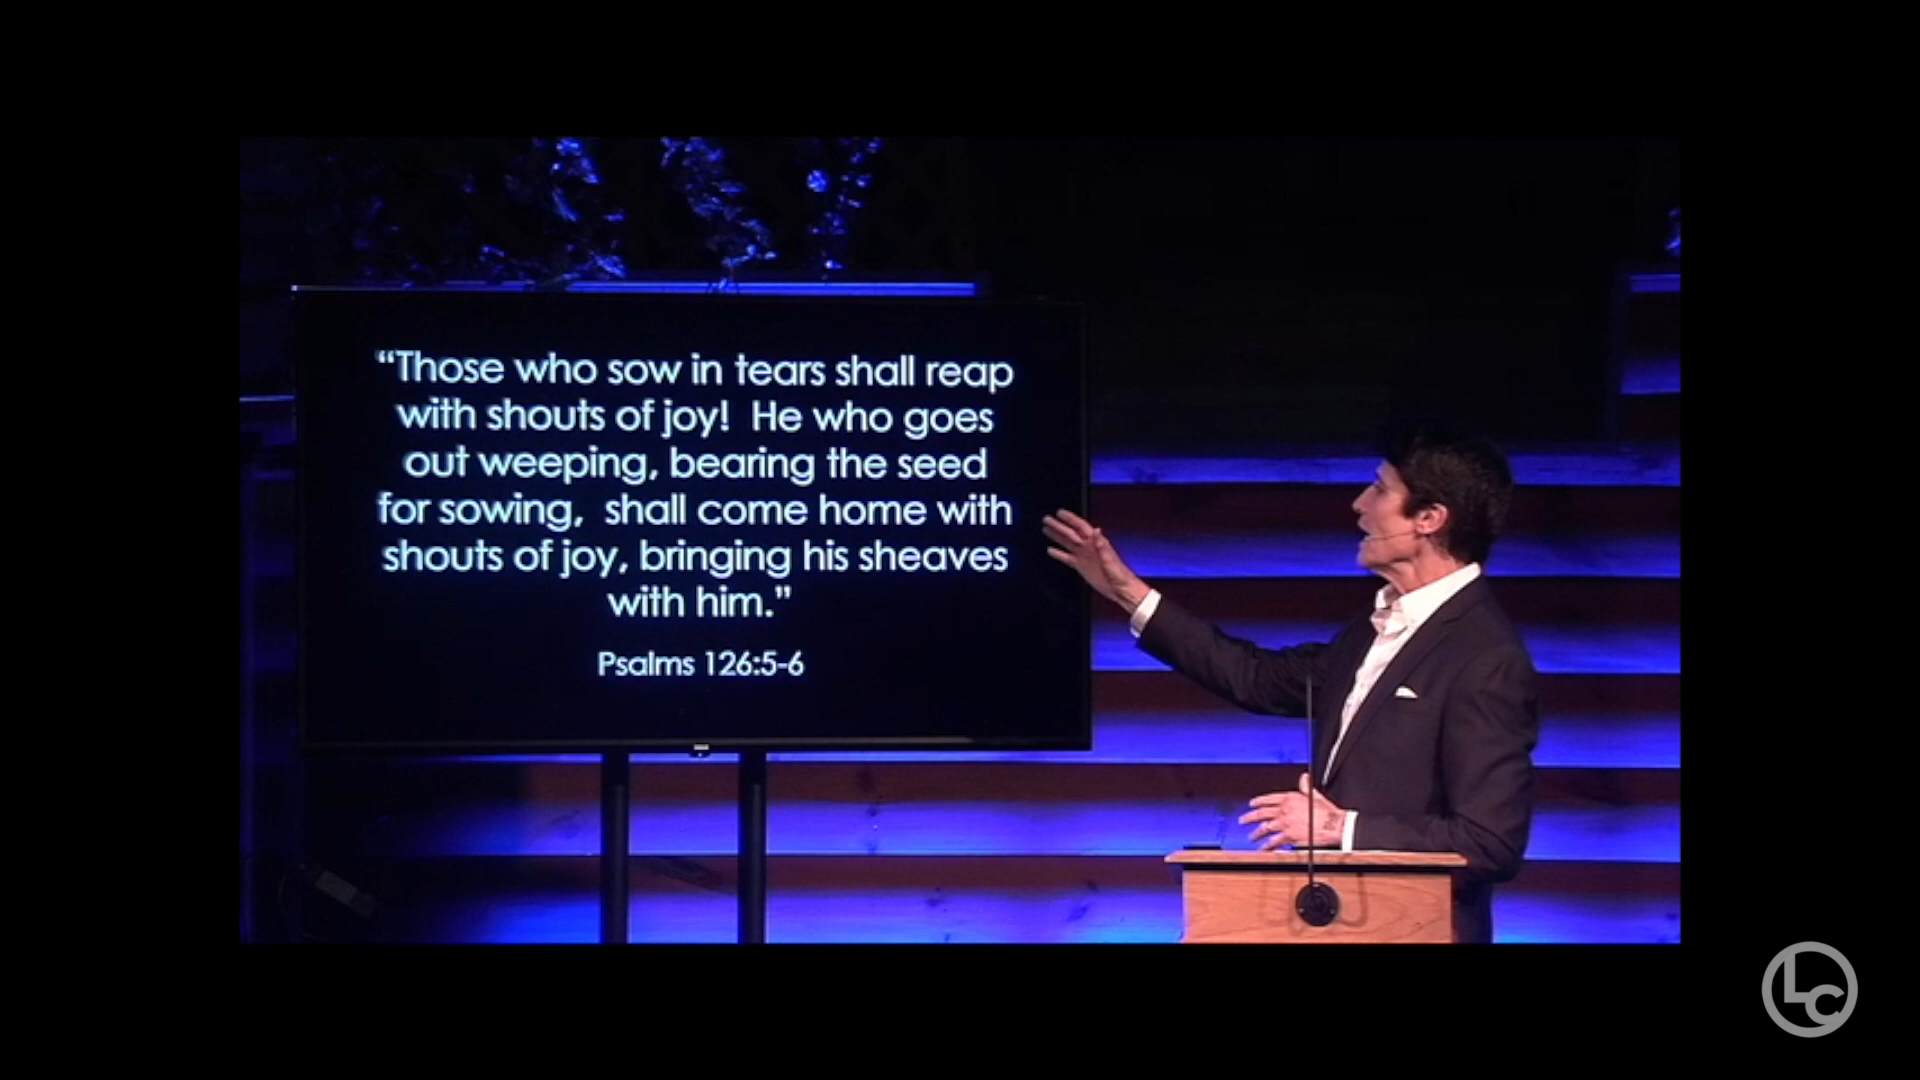 “Those who sow in tears shall reap
with shouts of joy!  He who goes
out weeping, bearing the seed
for sowing,  shall come home with
shouts of joy, bringing his sheaves
with him.”
Psalms 126:5-6
LC